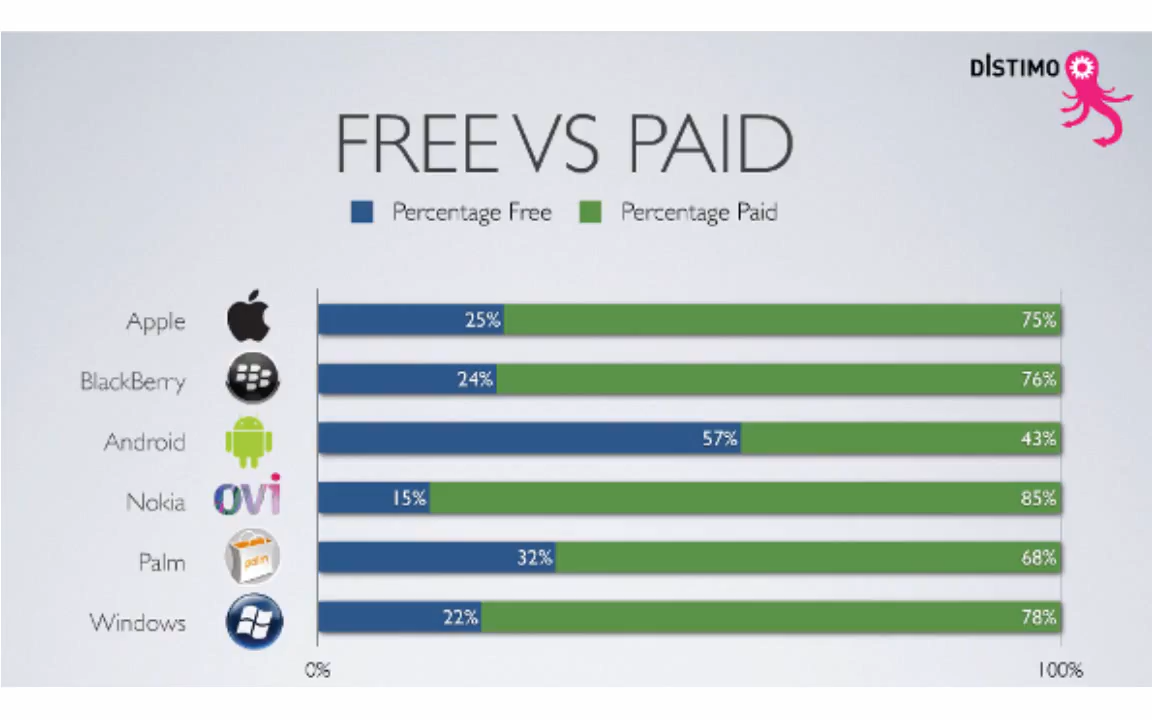 DISTIMO
FREE VS PAID
Percentage Free Percentage Paid
Apple 25% 75%
BlackBerry 24% 76%
Android 57% 43%
Nokia ovi 15% 85%
Palm palm 32% 68%
Windows 22% 78%
0% 100%